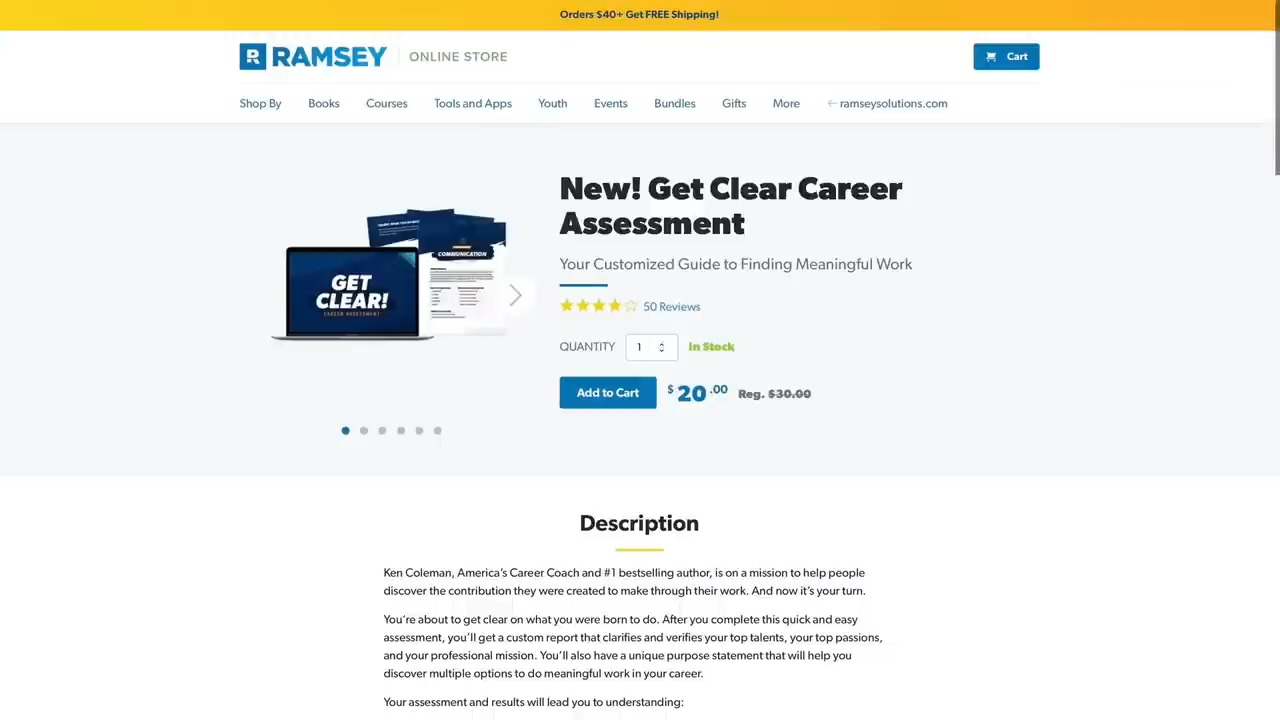 Orders $40+ Get FREE Shipping!
R RAMSEY ONLINE STORE
Cart
Shop By Books Courses Tools and Apps Youth Events Bundles Gifts More ← ramseysolutions.com
New! Get Clear Career
Assessment
Your Customized Guide to Finding Meaningful Work
50 Reviews
QUANTITY 1 In Stock
Add to Cart $20.00 Reg. $30.00
COMMUNICATION
GET
CLEAR!
CAREER ASSESSMENT
Description
Ken Coleman, America’s Career Coach and #1 bestselling author, is on a mission to help people
discover the contribution they were created to make through their work. And now it’s your turn.
You’re about to get clear on what you were born to do. After you complete this quick and easy
assessment, you’ll get a custom report that clarifies and verifies your top talents, your top passions,
and your professional mission. You’ll also have a unique purpose statement that will help you
discover multiple options to do meaningful work in your career.
Your assessment and results will lead you to understanding: